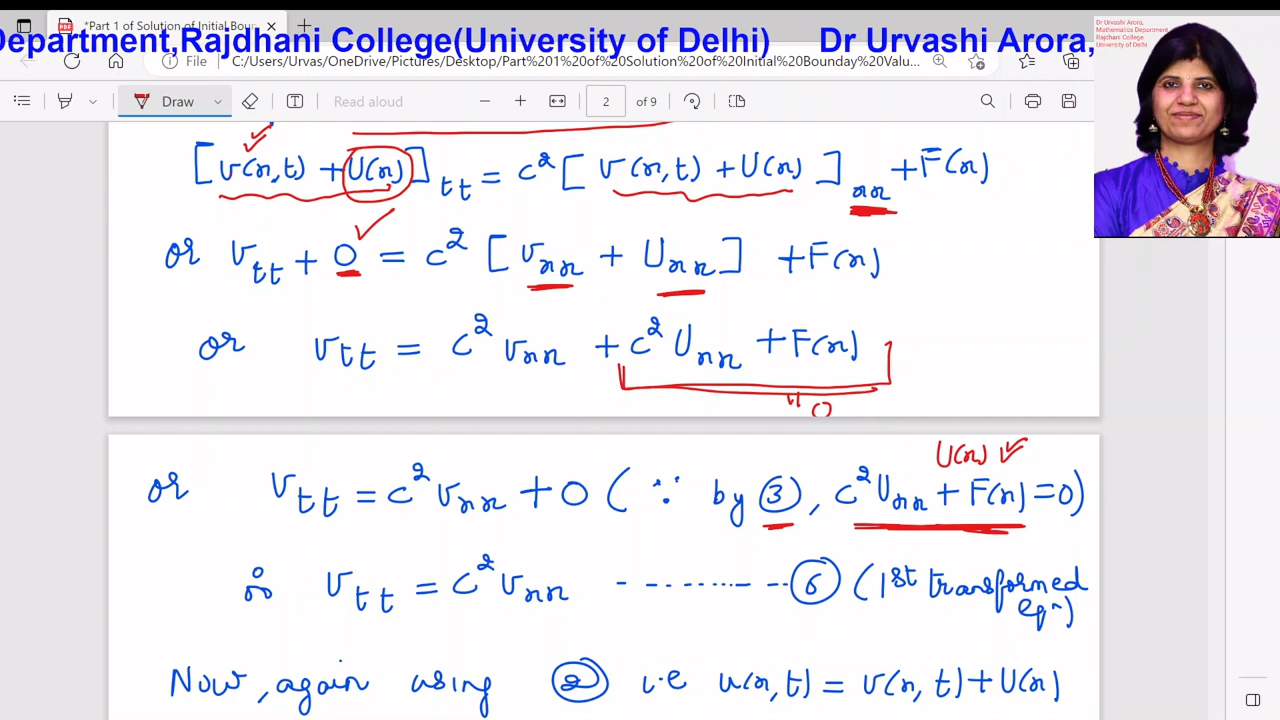 *Part 1 of Solution of Initial Bour
Department,Rajdhani College(University of Delhi) Dr Urvashi Arora,
File C:/Users/Urvas/OneDrive/Pictures/Desktop/Part%201%20of%20Solution%20of%20Initial%20Bounday%20Valu...
Draw Read aloud 2 of 9
Dr Urvashi Arora,
Mathematics Department
Rajdhani College
University of Delhi
[v(x,t) + U(x)]tt = c² [v(x,t) + U(x)]xx + F(x)
or vtt + 0 = c² [vxx + Uxx] + F(x)
or vtt = c² vxx + c² Uxx + F(x)
" 0
U(x) ✓
or vtt = c² vxx + 0 (∵ by ③, c² Uxx + F(x) = 0)
∴ vtt = c² vxx ---------- ⑥ (1st transformed
eqn)
Now, again using ② i.e u(x,t) = v(x,t) + U(x)